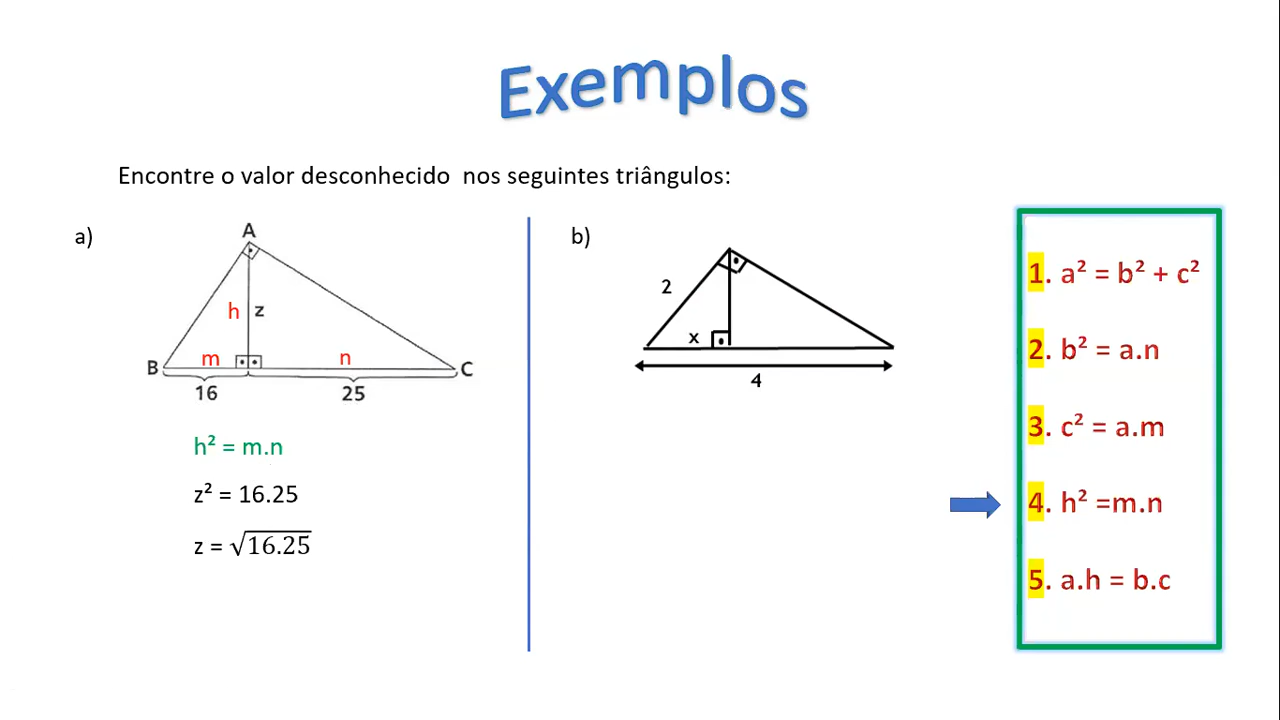 Exemplos
Encontre o valor desconhecido nos seguintes triângulos:
a)
A
h z
m n
B C
16 25
h² = m.n
z² = 16.25
z = √16.25
b)
2
x
4
1. a² = b² + c²
2. b² = a.n
3. c² = a.m
4. h² =m.n
5. a.h = b.c